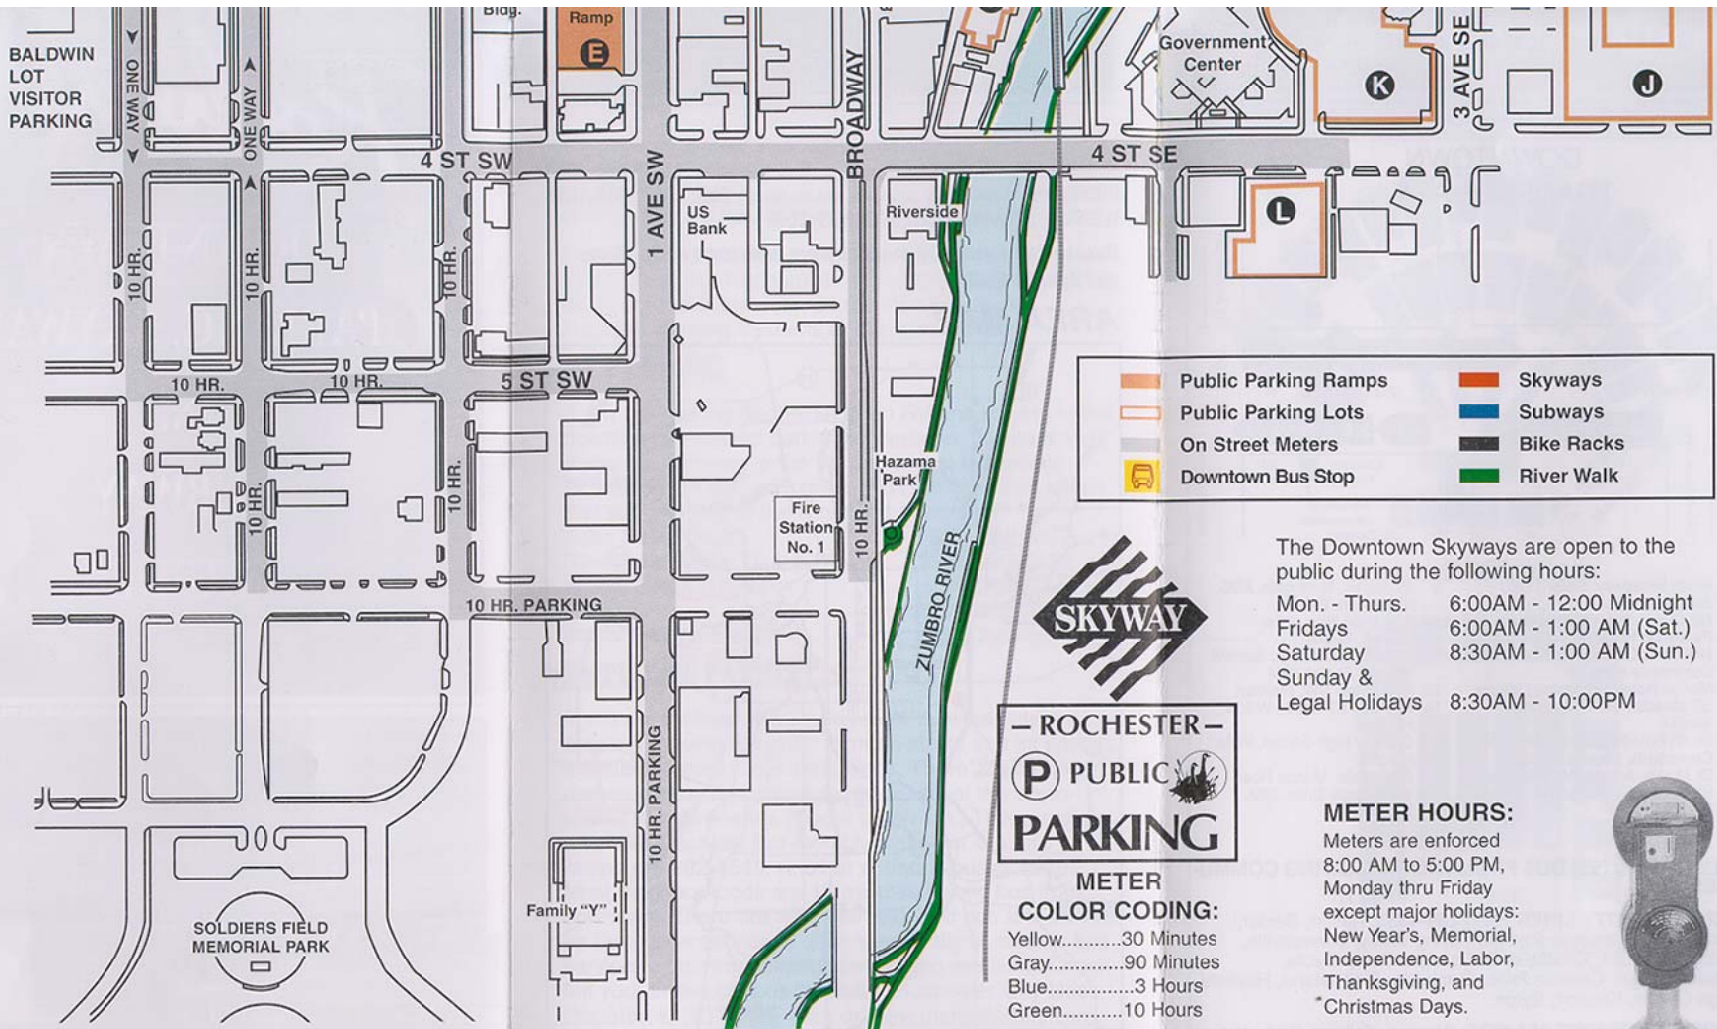 Bldg.
Ramp
E
BALDWIN
LOT
VISITOR
PARKING
ONE WAY
ONE WAY
BROADWAY
Government
Center
K
3 AVE SE
J
4 ST SW
4 ST SE
1 AVE SW
US
Bank
Riverside
L
10 HR.
10 HR.
10 HR.
10 HR.
10 HR.
5 ST SW
Public Parking Ramps
Public Parking Lots
On Street Meters
Downtown Bus Stop
Skyways
Subways
Bike Racks
River Walk
Hazama
Park
10 HR.
10 HR.
Fire
Station
No. 1
10 HR.
ZUMBRO RIVER
10 HR. PARKING
10 HR. PARKING
SKYWAY
The Downtown Skyways are open to the
public during the following hours:
Mon. - Thurs. 6:00AM - 12:00 Midnight
Fridays 6:00AM - 1:00 AM (Sat.)
Saturday 8:30AM - 1:00 AM (Sun.)
Sunday &
Legal Holidays 8:30AM - 10:00PM
– ROCHESTER –
P PUBLIC
PARKING
METER
COLOR CODING:
Yellow...........30 Minutes
Gray..............90 Minutes
Blue...............3 Hours
Green...........10 Hours
METER HOURS:
Meters are enforced
8:00 AM to 5:00 PM,
Monday thru Friday
except major holidays:
New Year's, Memorial,
Independence, Labor,
Thanksgiving, and
Christmas Days.
Family "Y"
SOLDIERS FIELD
MEMORIAL PARK